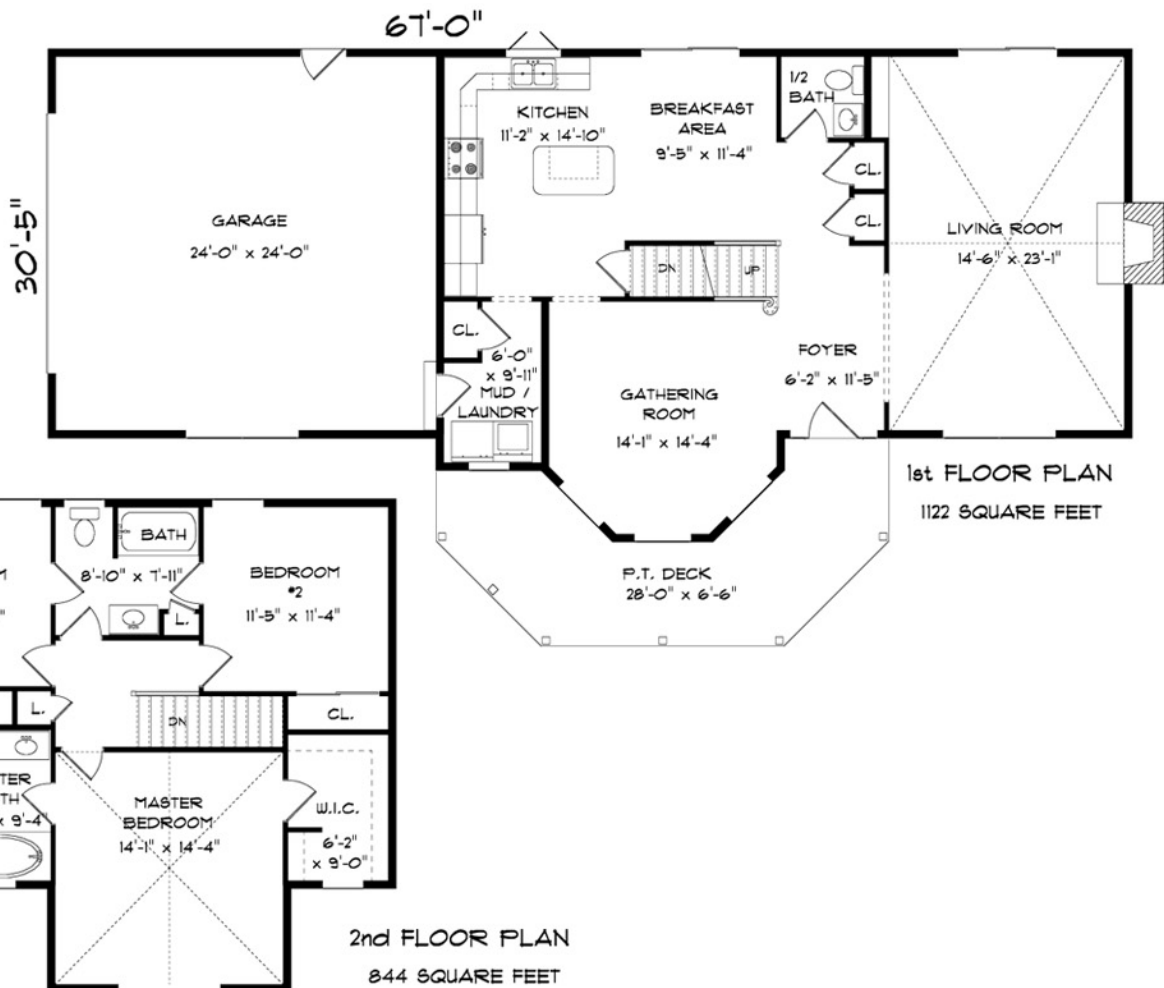 67'-0"
30'-5"
GARAGE
24'-0" x 24'-0"
KITCHEN
11'-2" x 14'-10"
BREAKFAST
AREA
9'-5" x 11'-4"
1/2
BATH
CL.
CL.
LIVING ROOM
14'-6" x 23'-1"
DN
UP
CL.
6'-0"
x 9'-11"
MUD /
LAUNDRY
GATHERING
ROOM
14'-1" x 14'-4"
FOYER
6'-2" x 11'-5"
1st FLOOR PLAN
1122 SQUARE FEET
P.T. DECK
28'-0" x 6'-6"
BATH
8'-10" x 7'-11"
L.
BEDROOM
#2
11'-5" x 11'-4"
L.
DN
CL.
TER
TH
x 9'-4"
MASTER
BEDROOM
14'-1" x 14'-4"
W.I.C.
6'-2"
x 9'-0"
2nd FLOOR PLAN
844 SQUARE FEET